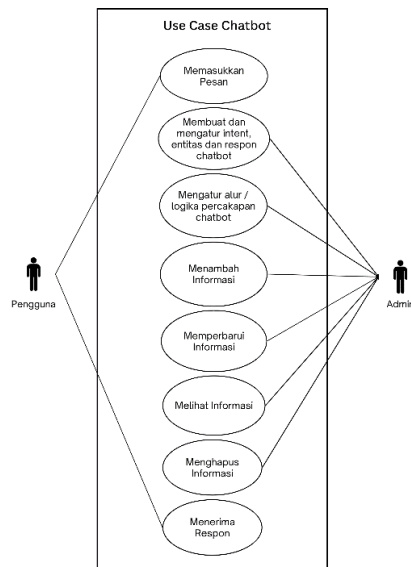 Use Case Chatbot
Memasukkan
Pesan
Membuat dan
mengatur intent,
entitas dan respon
chatbot
Mengatur alur /
logika percakapan
chatbot
Menambah
Informasi
Pengguna
Admin
Memperbarui
Informasi
Melihat Informasi
Menghapus
Informasi
Menerima
Respon